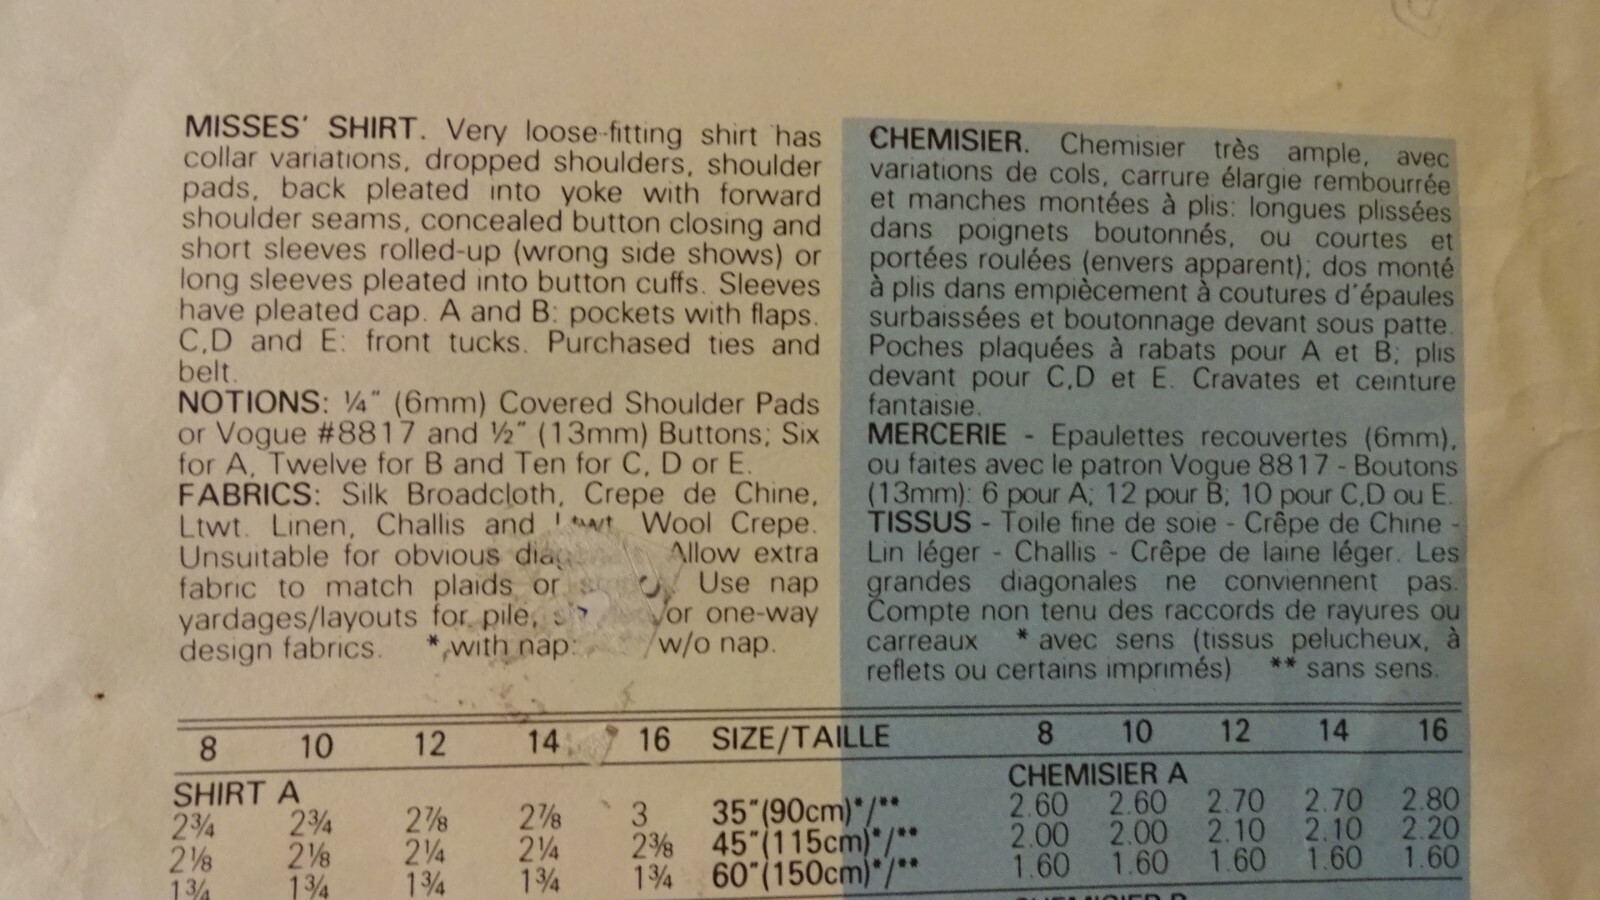 MISSES' SHIRT. Very loose-fitting shirt has
collar variations, dropped shoulders, shoulder
pads, back pleated into yoke with forward
shoulder seams, concealed button closing and
short sleeves rolled-up (wrong side shows) or
long sleeves pleated into button cuffs. Sleeves
have pleated cap. A and B: pockets with flaps.
C,D and E: front tucks. Purchased ties and
belt.
NOTIONS: ¼" (6mm) Covered Shoulder Pads
or Vogue #8817 and ½" (13mm) Buttons; Six
for A, Twelve for B and Ten for C, D or E.
FABRICS: Silk Broadcloth, Crepe de Chine,
Ltwt. Linen, Challis and Wool Crepe.
Unsuitable for obvious Allow extra
fabric to match plaids or Use nap
yardages/layouts for pile, or one-way
design fabrics. *with nap: w/o nap.
CHEMISIER. Chemisier très ample, avec
variations de cols, carrure élargie rembourrée
et manches montées à plis: longues plissées
dans poignets boutonnés, ou courtes et
portées roulées (envers apparent); dos monté
à plis dans empiècement à coutures d'épaules
surbaissées et boutonnage devant sous patte.
Poches plaquées à rabats pour A et B; plis
devant pour C,D et E. Cravates et ceinture
fantaisie.
MERCERIE - Epaulettes recouvertes (6mm),
ou faites avec le patron Vogue 8817 - Boutons
(13mm): 6 pour A; 12 pour B; 10 pour C,D ou E.
TISSUS - Toile fine de soie - Crêpe de Chine -
Lin léger - Challis - Crêpe de laine léger. Les
grandes diagonales ne conviennent pas.
Compte non tenu des raccords de rayures ou
carreaux * avec sens (tissus pelucheux, à
reflets ou certains imprimés) ** sans sens.
8 10 12 14 16 SIZE/TAILLE 8 10 12 14 16
SHIRT A CHEMISIER A
2¾ 2¾ 2⅞ 2⅞ 3 35"(90cm)*/** 2.60 2.60 2.70 2.70 2.80
2⅛ 2⅛ 2¼ 2¼ 2⅜ 45"(115cm)*/** 2.00 2.00 2.10 2.10 2.20
1¾ 1¾ 1¾ 1¾ 1¾ 60"(150cm)*/** 1.60 1.60 1.60 1.60 1.60